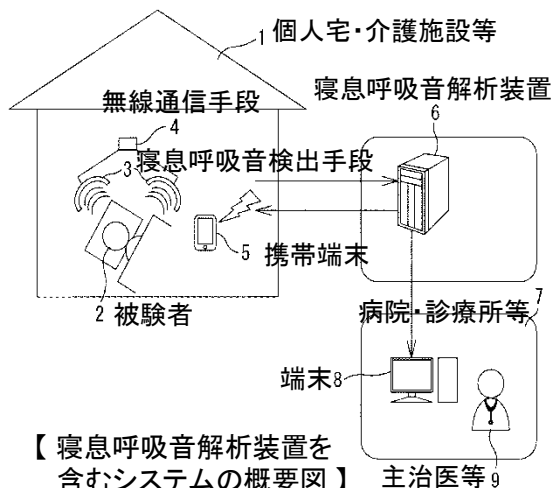 1 個人宅・介護施設等
無線通信手段
4
寝息呼吸音解析装置
6
3 寝息呼吸音検出手段
5 携帯端末
2 被験者
病院・診療所等 7
端末 8
【 寝息呼吸音解析装置を
含むシステムの概要図 】
主治医等 9